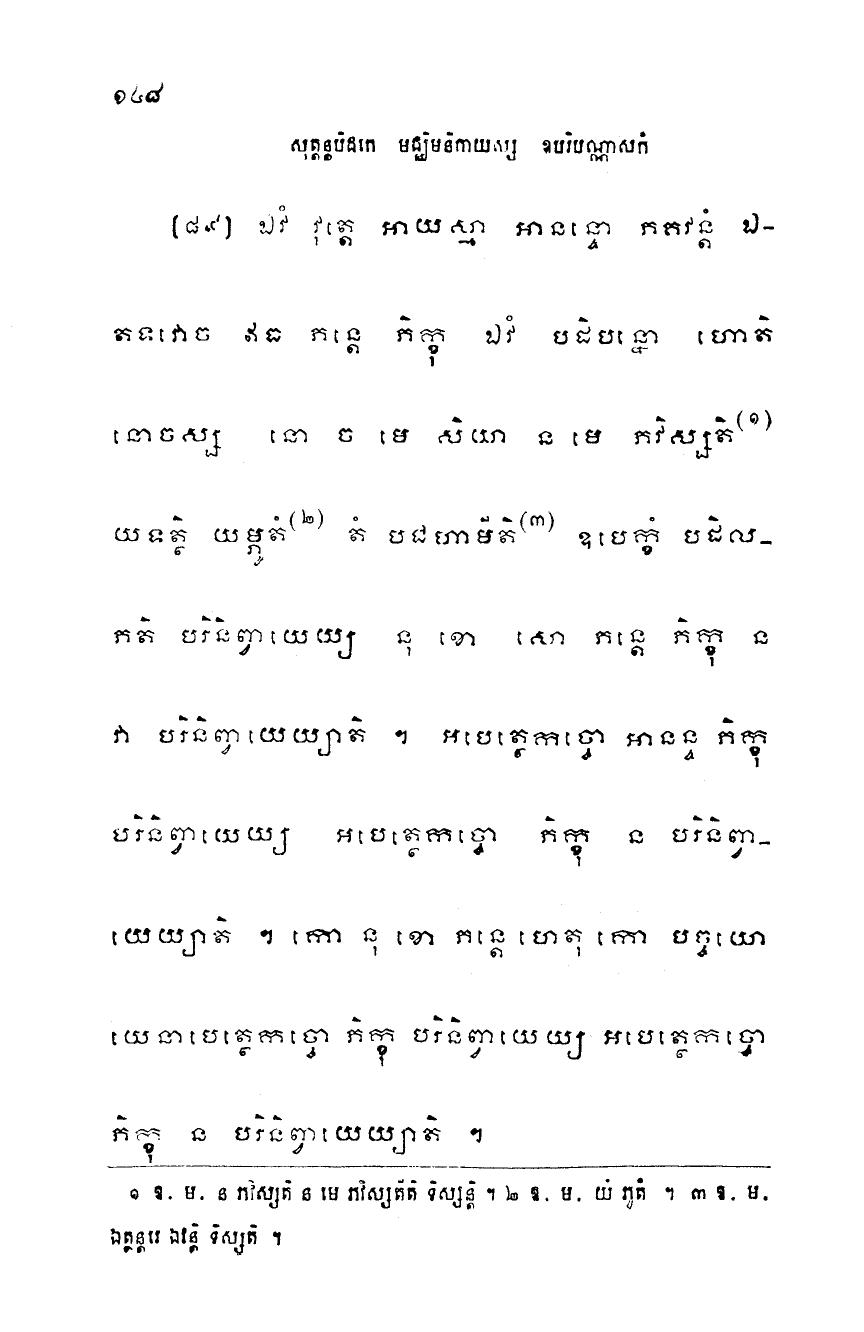 ១៤៨
សុត្តន្តបិដកេ មជ្ឈិមនិកាយស្ស ឧបរិបណ្ណាសកំ
[៨៩] ឯវំ វុត្តេ អាយស្មា អានន្ទោ ភគវន្តំ ឯ-
តទវោច ឥធ ភន្តេ ភិក្ខុ ឯវំ បដិបន្នោ ហោតិ
នោចស្ស នោ ច មេ សិយា ន មេ ភវិស្សតិ(១)
យទត្ថិ យម្ភូតំ(២) តំ បជហាមីតិ(៣) ឧបេក្ខំ បដិល-
ភតិ បរិនិព្វាយេយ្យ នុ ខោ សោ ភន្តេ ភិក្ខុ ន
វា បរិនិព្វាយេយ្យាតិ ។ អបេត្ថេកច្ចោ អានន្ទ ភិក្ខុ
បរិនិព្វាយេយ្យ អបេត្ថេកច្ចោ ភិក្ខុ ន បរិនិព្វា-
យេយ្យាតិ ។ កោ នុ ខោ ភន្តេ ហេតុ កោ បច្ចយោ
យេនាបេត្ថេកច្ចោ ភិក្ខុ បរិនិព្វាយេយ្យ អបេត្ថេកច្ចោ
ភិក្ខុ ន បរិនិព្វាយេយ្យាតិ ។
១ ឱ. ម. ន ភវិស្សតិ ន មេ ភវិស្សតីតិ ទិស្សន្តិ ។ ២ ឱ. ម. យំ ភូតំ ។ ៣ ឱ. ម.
ឯត្ថន្តរេ ឯវន្តិ ទិស្សតិ ។